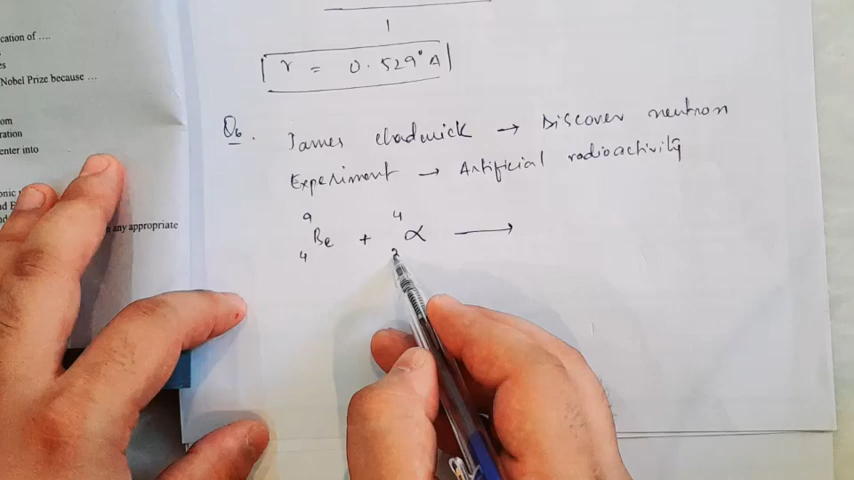 cation of ....
es
Nobel Prize because ...
om
ration
enter into
onic
nd E
nd
any appropriate
1
r = 0.529°A
Q6. James chadwick → Discover neutron
Experiment → Artificial radioactivity
9 4 Be + 4 2 α →